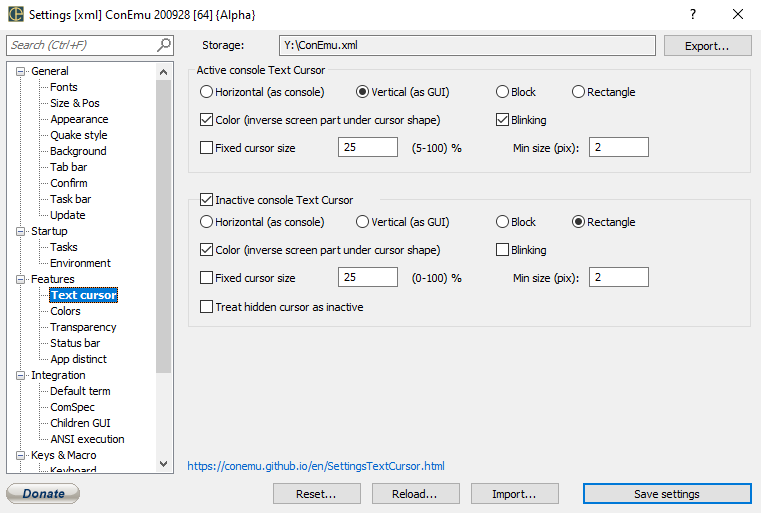 Settings [xml] ConEmu 200928 [64] {Alpha}
?
Search (Ctrl+F)
Storage:
Y:\ConEmu.xml
Export...
General
Fonts
Size & Pos
Appearance
Quake style
Background
Tab bar
Confirm
Task bar
Update
Startup
Tasks
Environment
Features
Text cursor
Colors
Transparency
Status bar
App distinct
Integration
Default term
ComSpec
Children GUI
ANSI execution
Keys & Macro
Keyboard
Active console Text Cursor
Horizontal (as console) Vertical (as GUI) Block Rectangle
Color (inverse screen part under cursor shape) Blinking
Fixed cursor size 25 (5-100) % Min size (pix): 2
Inactive console Text Cursor
Horizontal (as console) Vertical (as GUI) Block Rectangle
Color (inverse screen part under cursor shape) Blinking
Fixed cursor size 25 (0-100) % Min size (pix): 2
Treat hidden cursor as inactive
https://conemu.github.io/en/SettingsTextCursor.html
Donate
Reset... Reload... Import... Save settings